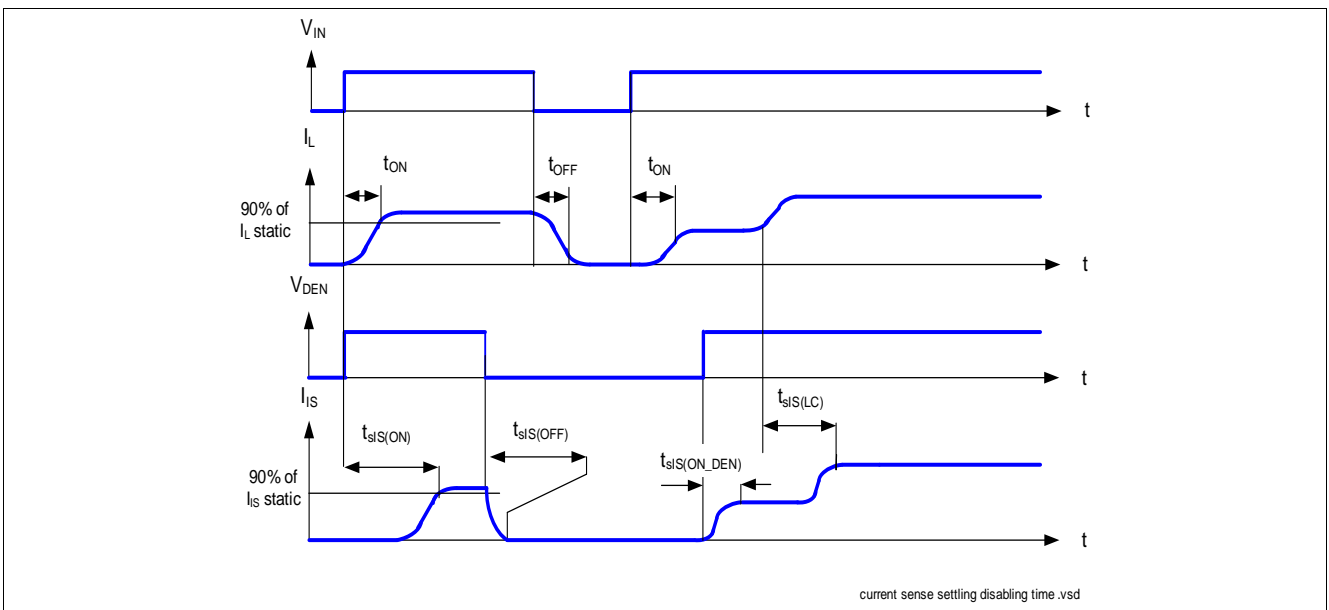 V_IN
t
I_L
t_ON
t_OFF
t_ON
90% of
I_L static
t
V_DEN
t
I_IS
t_sIS(ON)
t_sIS(OFF)
t_sIS(ON_DEN)
t_sIS(LC)
90% of
I_IS static
t
current sense settling disabling time .vsd